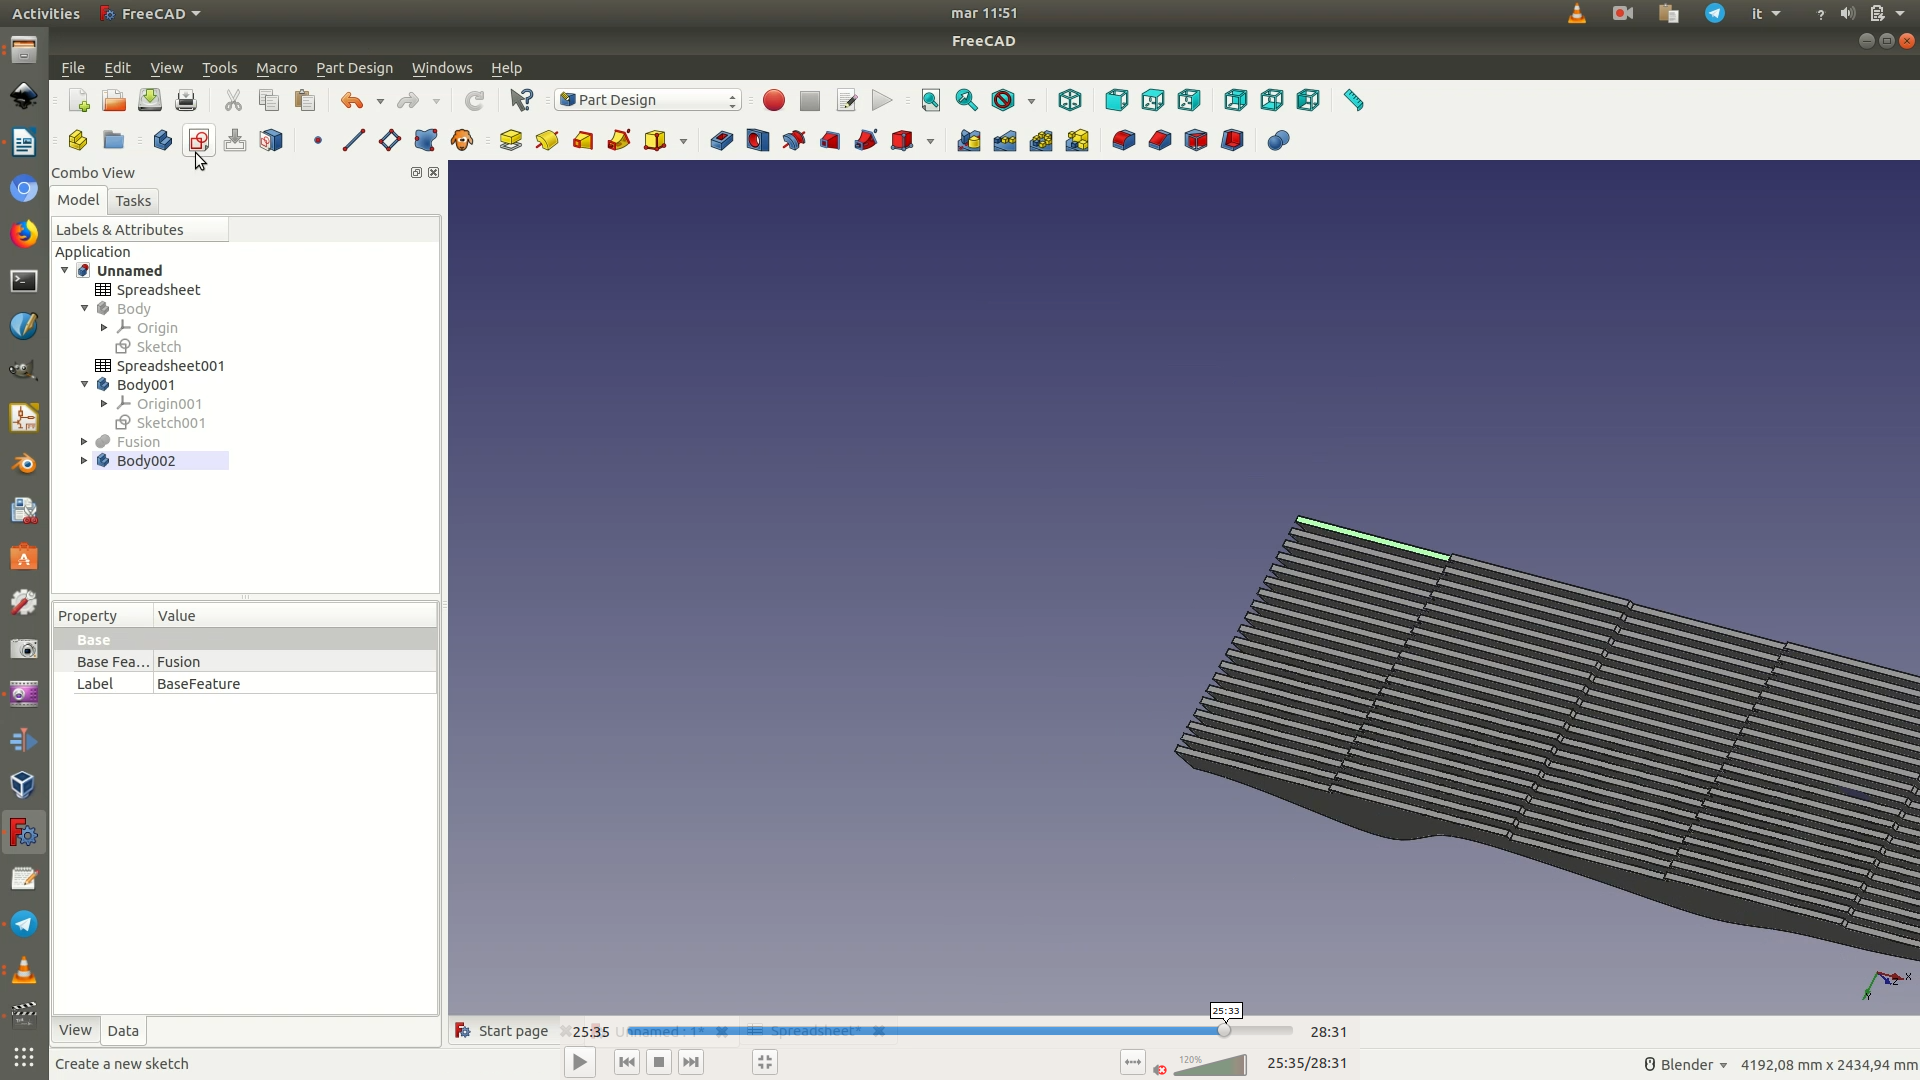 Activities FreeCAD mar 11:51 it ?
FreeCAD
File Edit View Tools Macro Part Design Windows Help
Part Design
Combo View
Model Tasks
Labels & Attributes
Application
Unnamed
Spreadsheet
Body
Origin
Sketch
Spreadsheet001
Body001
Origin001
Sketch001
Fusion
Body002
Property Value
Base
Base Fea... Fusion
Label BaseFeature
X
Z
Y
View Data
25:33
Start page 25:35 Unnamed : 1* Spreadsheet* 28:31
Create a new sketch 120% 25:35/28:31 Blender 4192,08 mm x 2434,94 mm